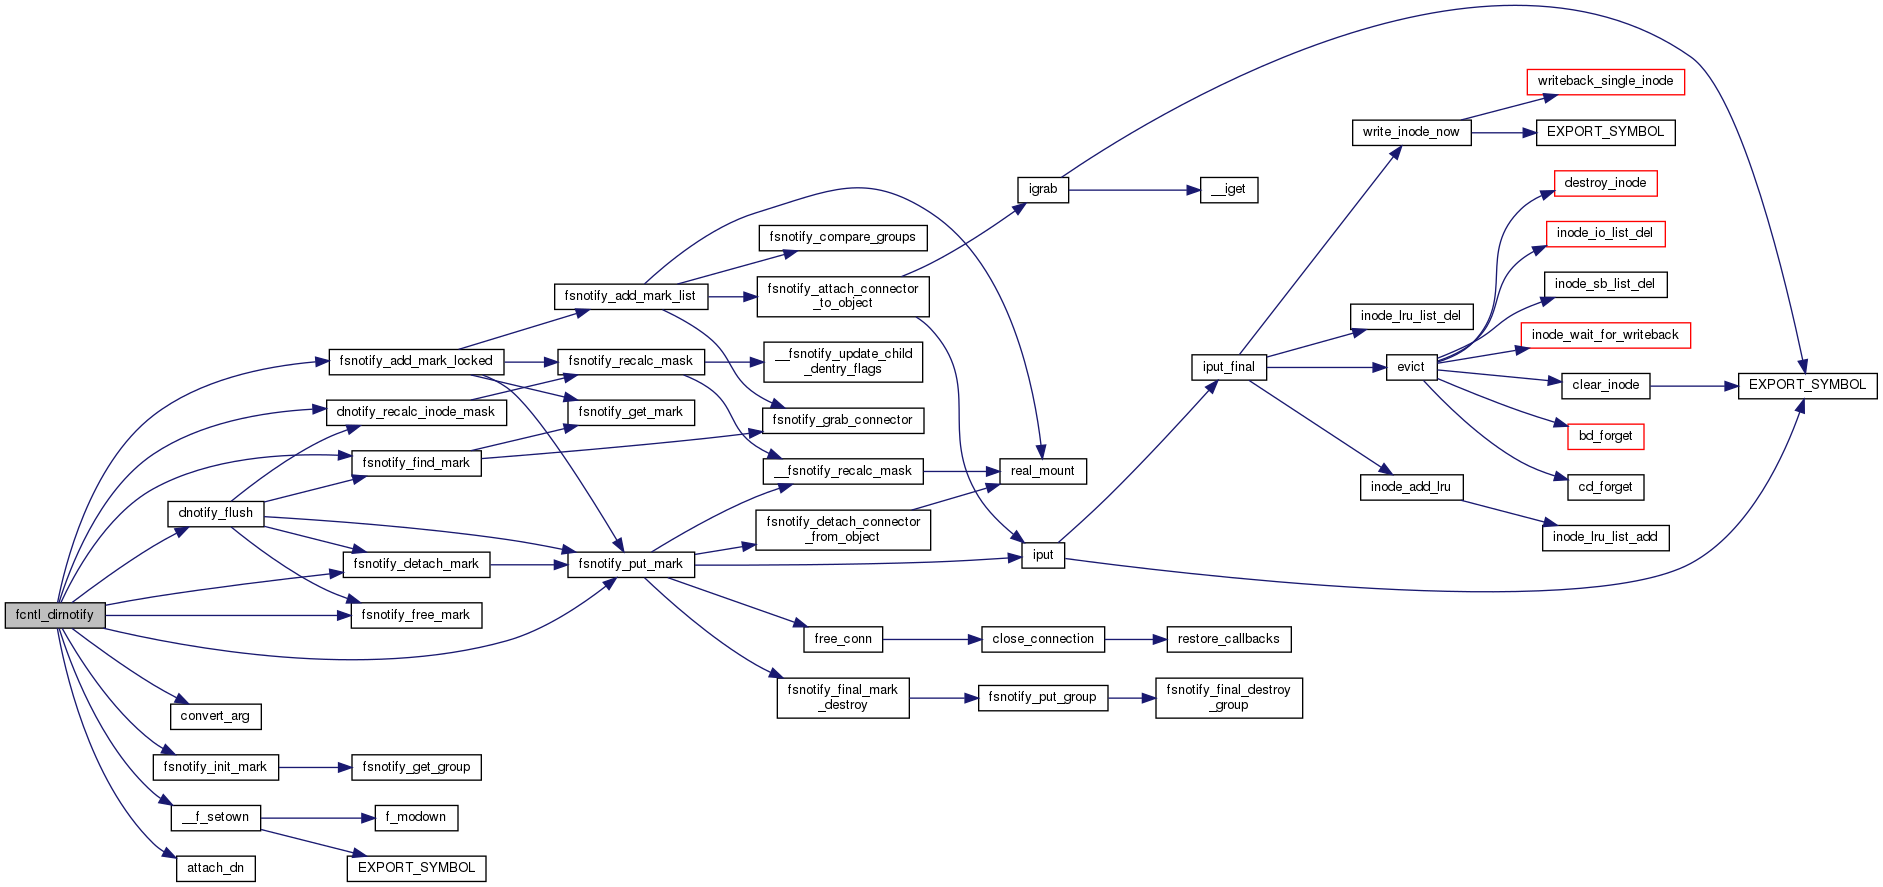 writeback_single_inode
write_inode_now
EXPORT_SYMBOL
destroy_inode
igrab
__iget
inode_io_list_del
fsnotify_compare_groups
inode_sb_list_del
fsnotify_add_mark_list
fsnotify_attach_connector
_to_object
inode_lru_list_del
inode_wait_for_writeback
fsnotify_add_mark_locked
fsnotify_recalc_mask
__fsnotify_update_child
_dentry_flags
iput_final
evict
clear_inode
EXPORT_SYMBOL
dnotify_recalc_inode_mask
fsnotify_get_mark
fsnotify_grab_connector
bd_forget
fsnotify_find_mark
__fsnotify_recalc_mask
real_mount
inode_add_lru
cd_forget
dnotify_flush
fsnotify_detach_connector
_from_object
inode_lru_list_add
fsnotify_detach_mark
fsnotify_put_mark
iput
fcntl_dirnotify
fsnotify_free_mark
free_conn
close_connection
restore_callbacks
fsnotify_final_mark
_destroy
fsnotify_put_group
fsnotify_final_destroy
_group
convert_arg
fsnotify_init_mark
fsnotify_get_group
__f_setown
f_modown
attach_dn
EXPORT_SYMBOL